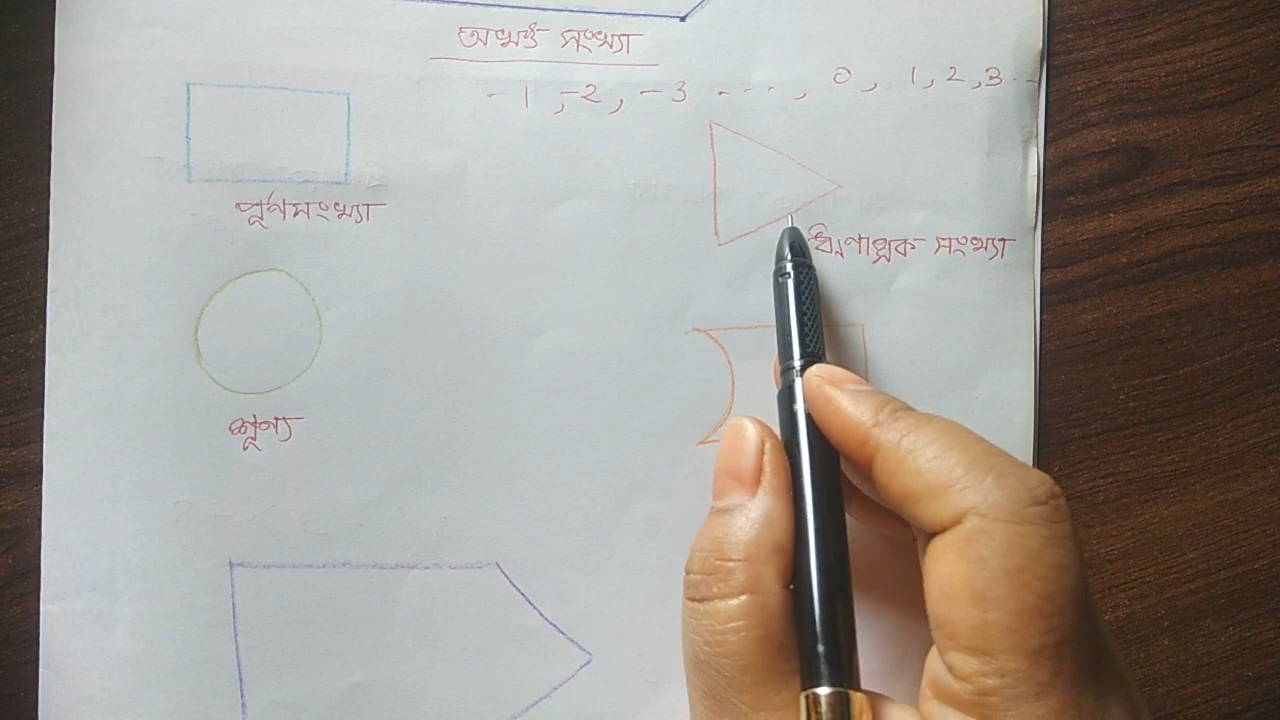 অখণ্ড সংখ্যা
-1, -2, -3 ..., 0, 1, 2, 3 ..
পূর্ণসংখ্যা
ঋণাত্মক সংখ্যা
শূণ্য